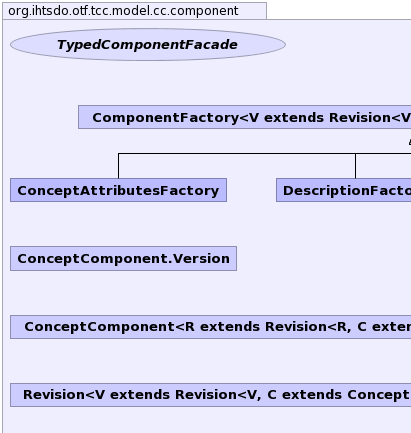 org.ihtsdo.otf.tcc.model.cc.component
TypedComponentFacade
ComponentFactory<V extends Revision<V
ConceptAttributesFactory
DescriptionFacto
ConceptComponent.Version
ConceptComponent<R extends Revision<R, C exten
Revision<V extends Revision<V, C extends Concept